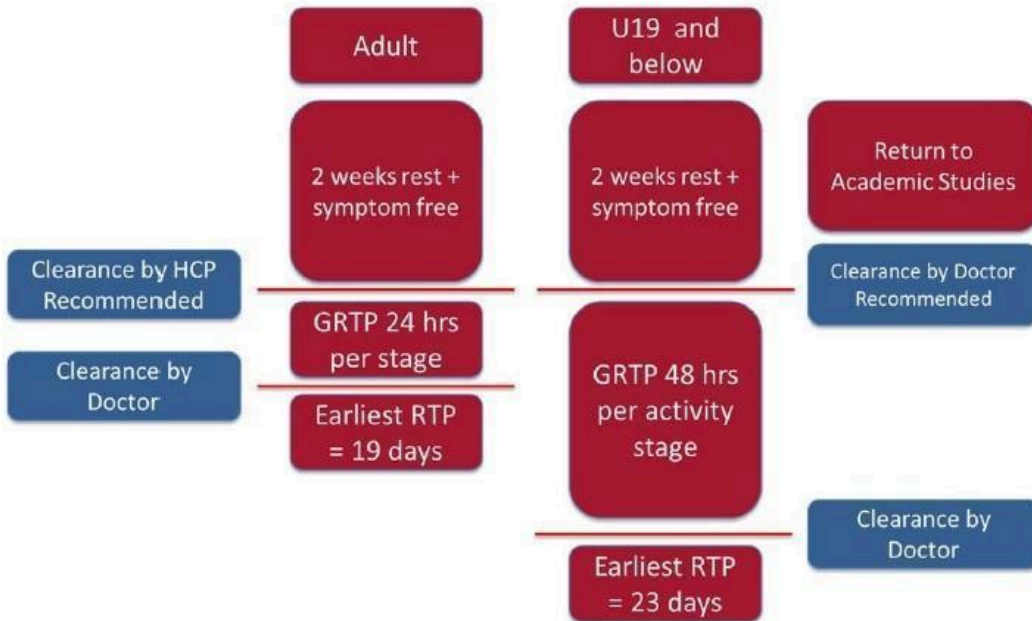 Adult
U19 and
below
2 weeks rest +
symptom free
2 weeks rest +
symptom free
Return to
Academic Studies
Clearance by HCP
Recommended
Clearance by Doctor
Recommended
GRTP 24 hrs
per stage
GRTP 48 hrs
per activity
stage
Clearance by
Doctor
Earliest RTP
= 19 days
Clearance by
Doctor
Earliest RTP
= 23 days